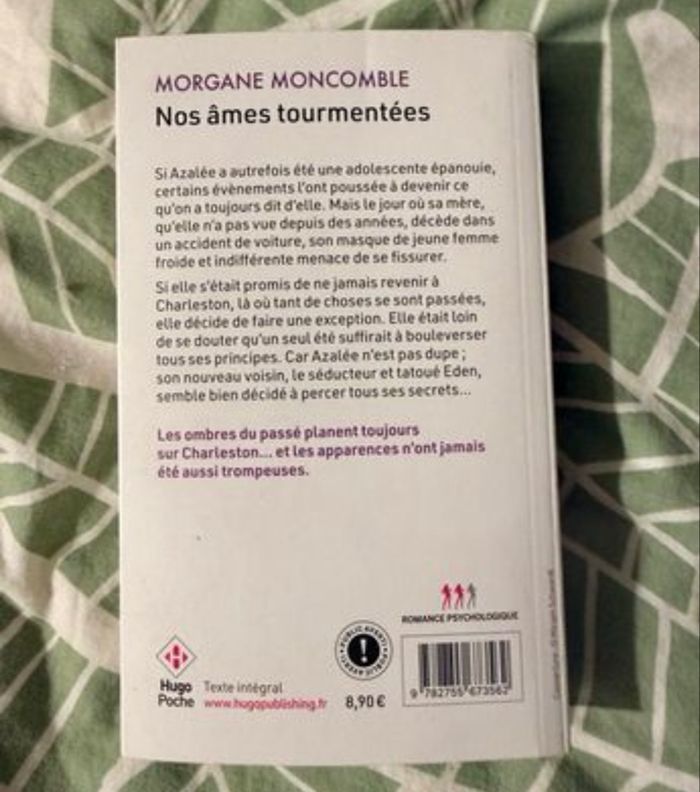 MORGANE MONCOMBLE
Nos âmes tourmentées
Si Azalée a autrefois été une adolescente épanouie,
certains évènements l'ont poussée à devenir ce
qu'on a toujours dit d'elle. Mais le jour où sa mère,
qu'elle n'a pas vue depuis des années, décède dans
un accident de voiture, son masque de jeune femme
froide et indifférente menace de se fissurer.
Si elle s'était promis de ne jamais revenir à
Charleston, là où tant de choses se sont passées,
elle décide de faire une exception. Elle était loin
de se douter qu'un seul été suffirait à bouleverser
tous ses principes. Car Azalée n'est pas dupe ;
son nouveau voisin, le séducteur et tatoué Eden,
semble bien décidé à percer tous ses secrets...
Les ombres du passé planent toujours
sur Charleston... et les apparences n'ont jamais
été aussi trompeuses.
ROMANCE PSYCHOLOGIQUE
PUBLIC AVERTI • PUBLIC AVERTI •
!
Hugo
Poche
Texte intégral
www.hugopublishing.fr
8,90 €
9 782755 673562